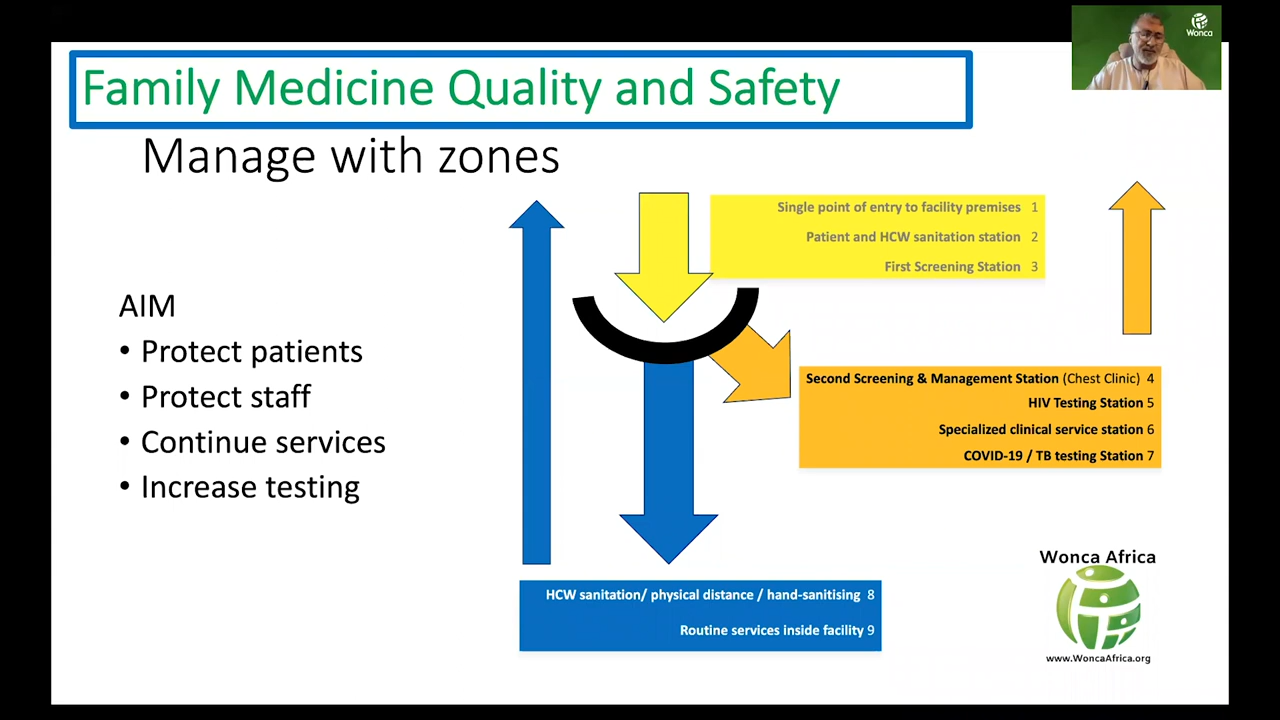 Wonca
Family Medicine Quality and Safety
Manage with zones
Single point of entry to facility premises 1
Patient and HCW sanitation station 2
First Screening Station 3
AIM
• Protect patients
• Protect staff
• Continue services
• Increase testing
Second Screening & Management Station (Chest Clinic) 4
HIV Testing Station 5
Specialized clinical service station 6
COVID-19 / TB testing Station 7
HCW sanitation/ physical distance / hand-sanitising 8
Routine services inside facility 9
Wonca Africa
www.WoncaAfrica.org